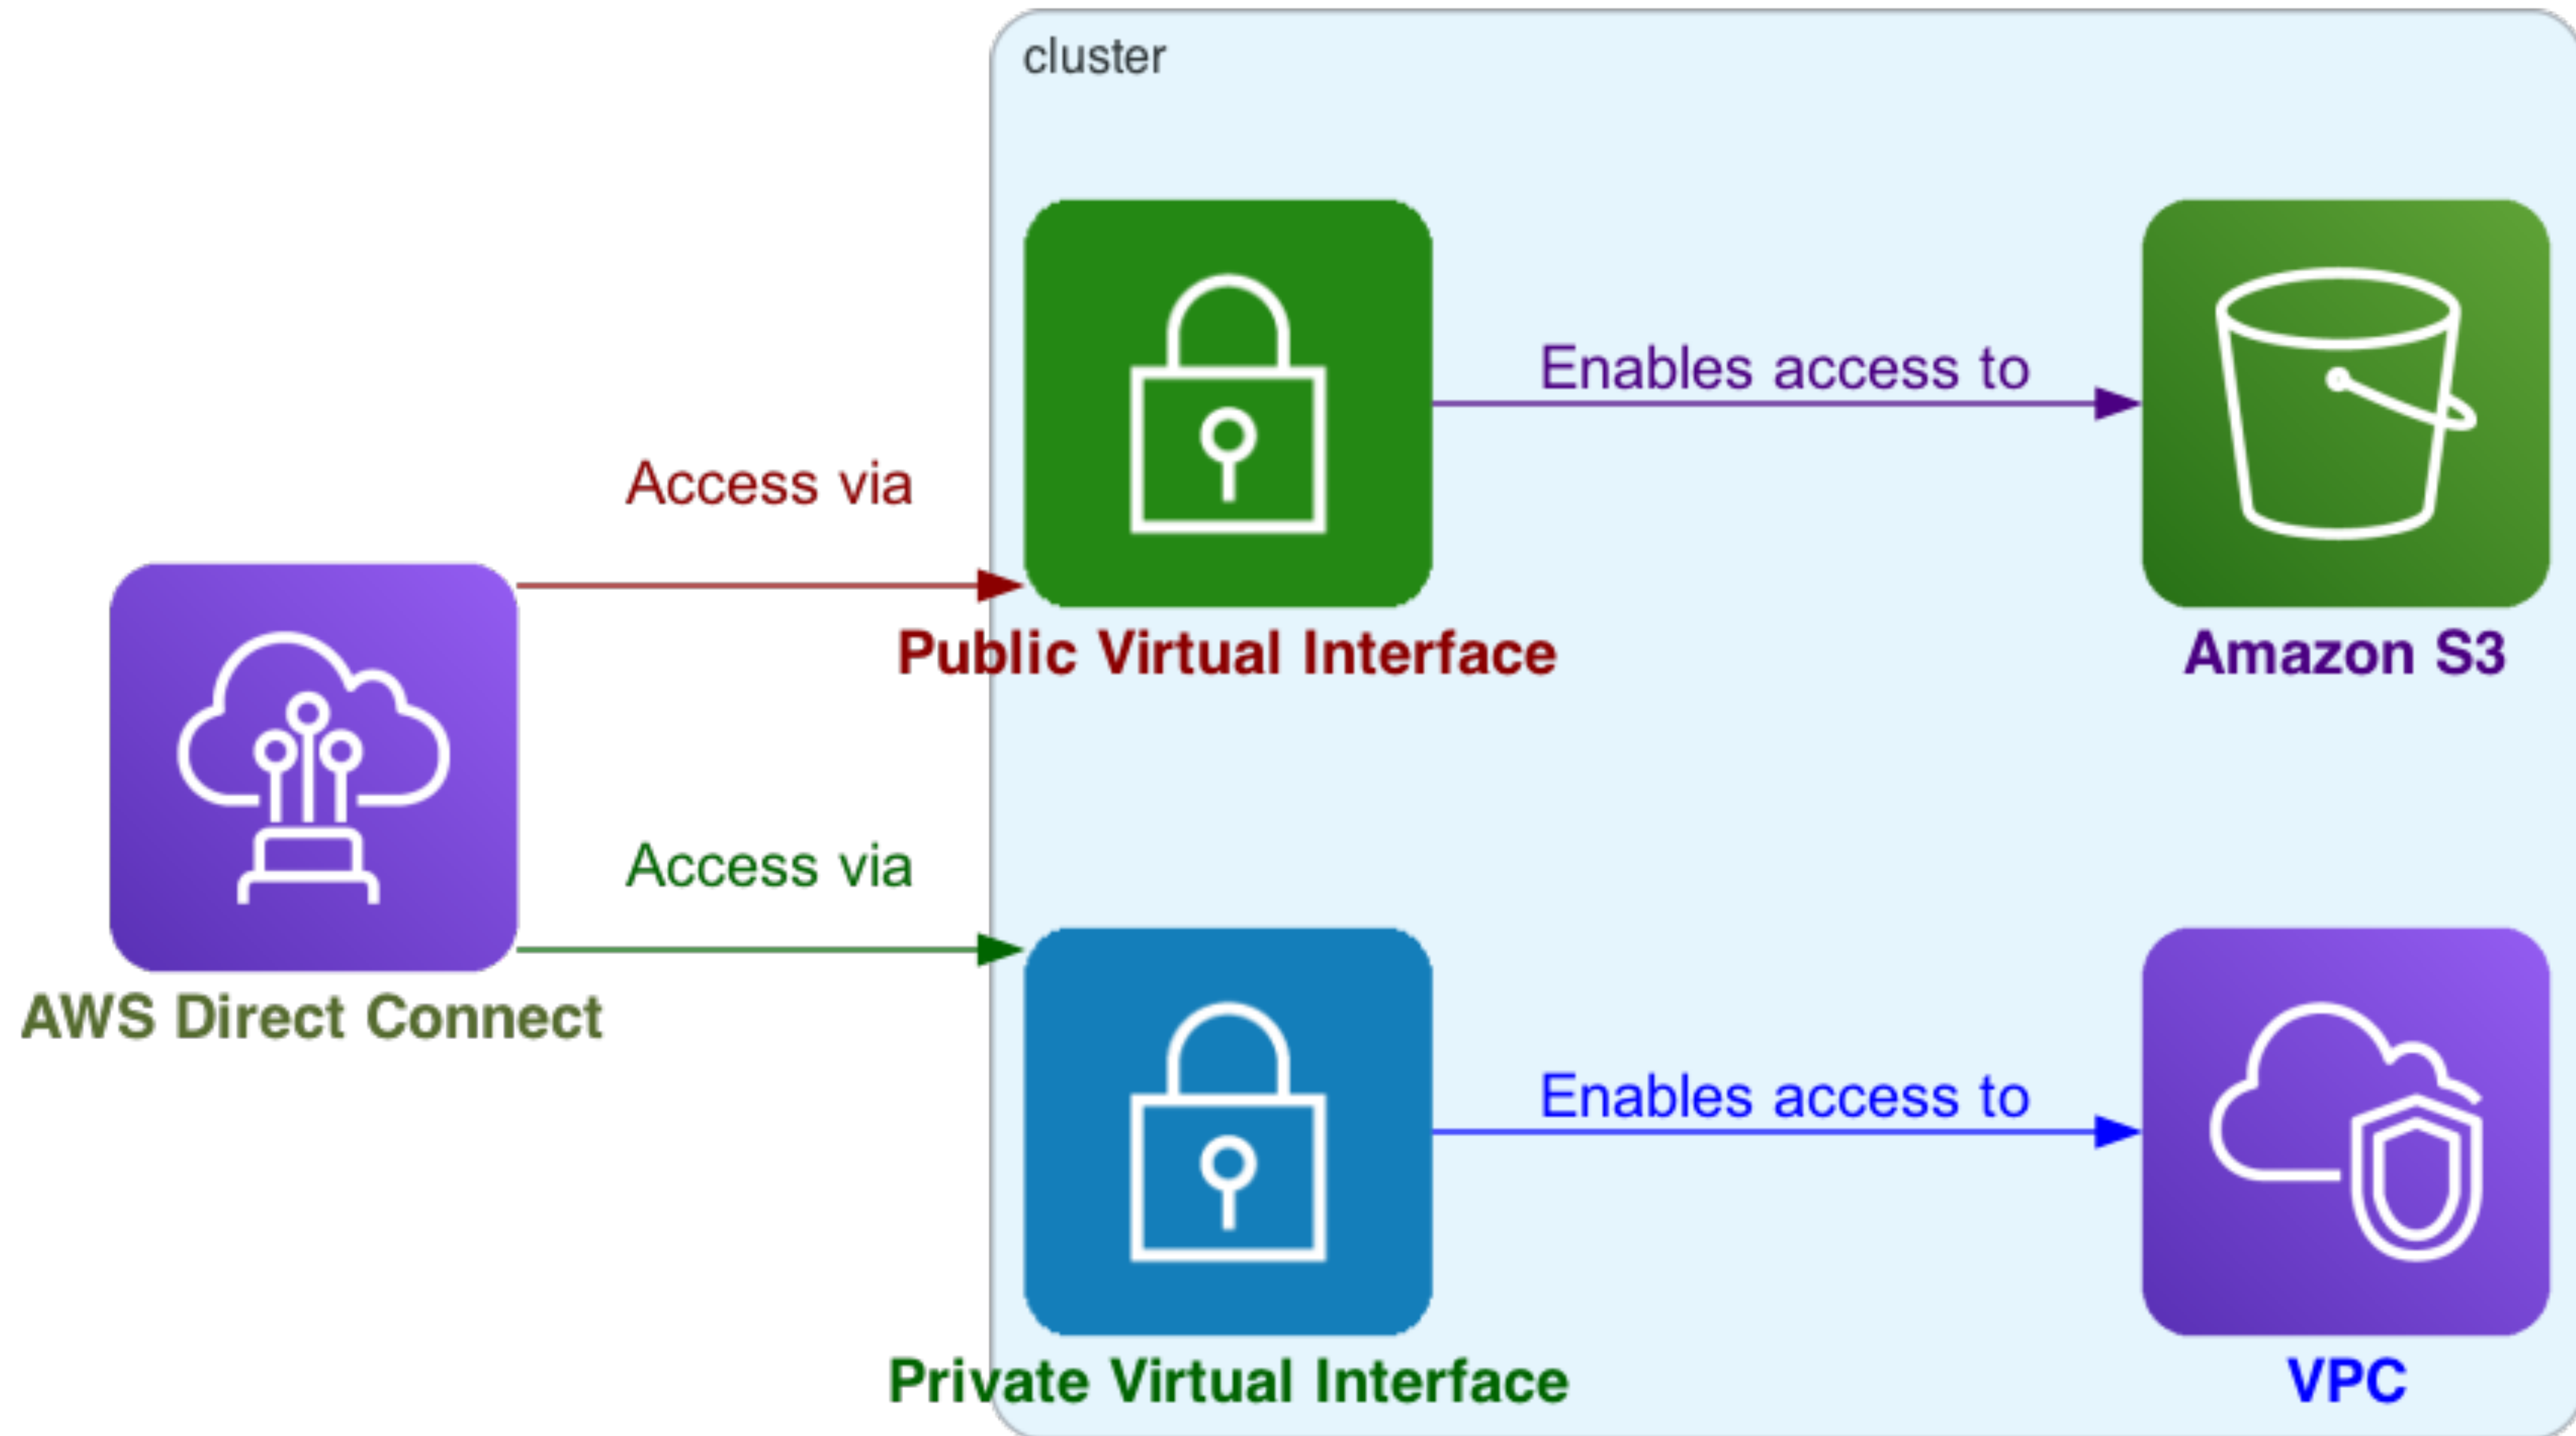 cluster
Enables access to
Access via
Public Virtual Interface
Amazon S3
Access via
AWS Direct Connect
Enables access to
Private Virtual Interface
VPC